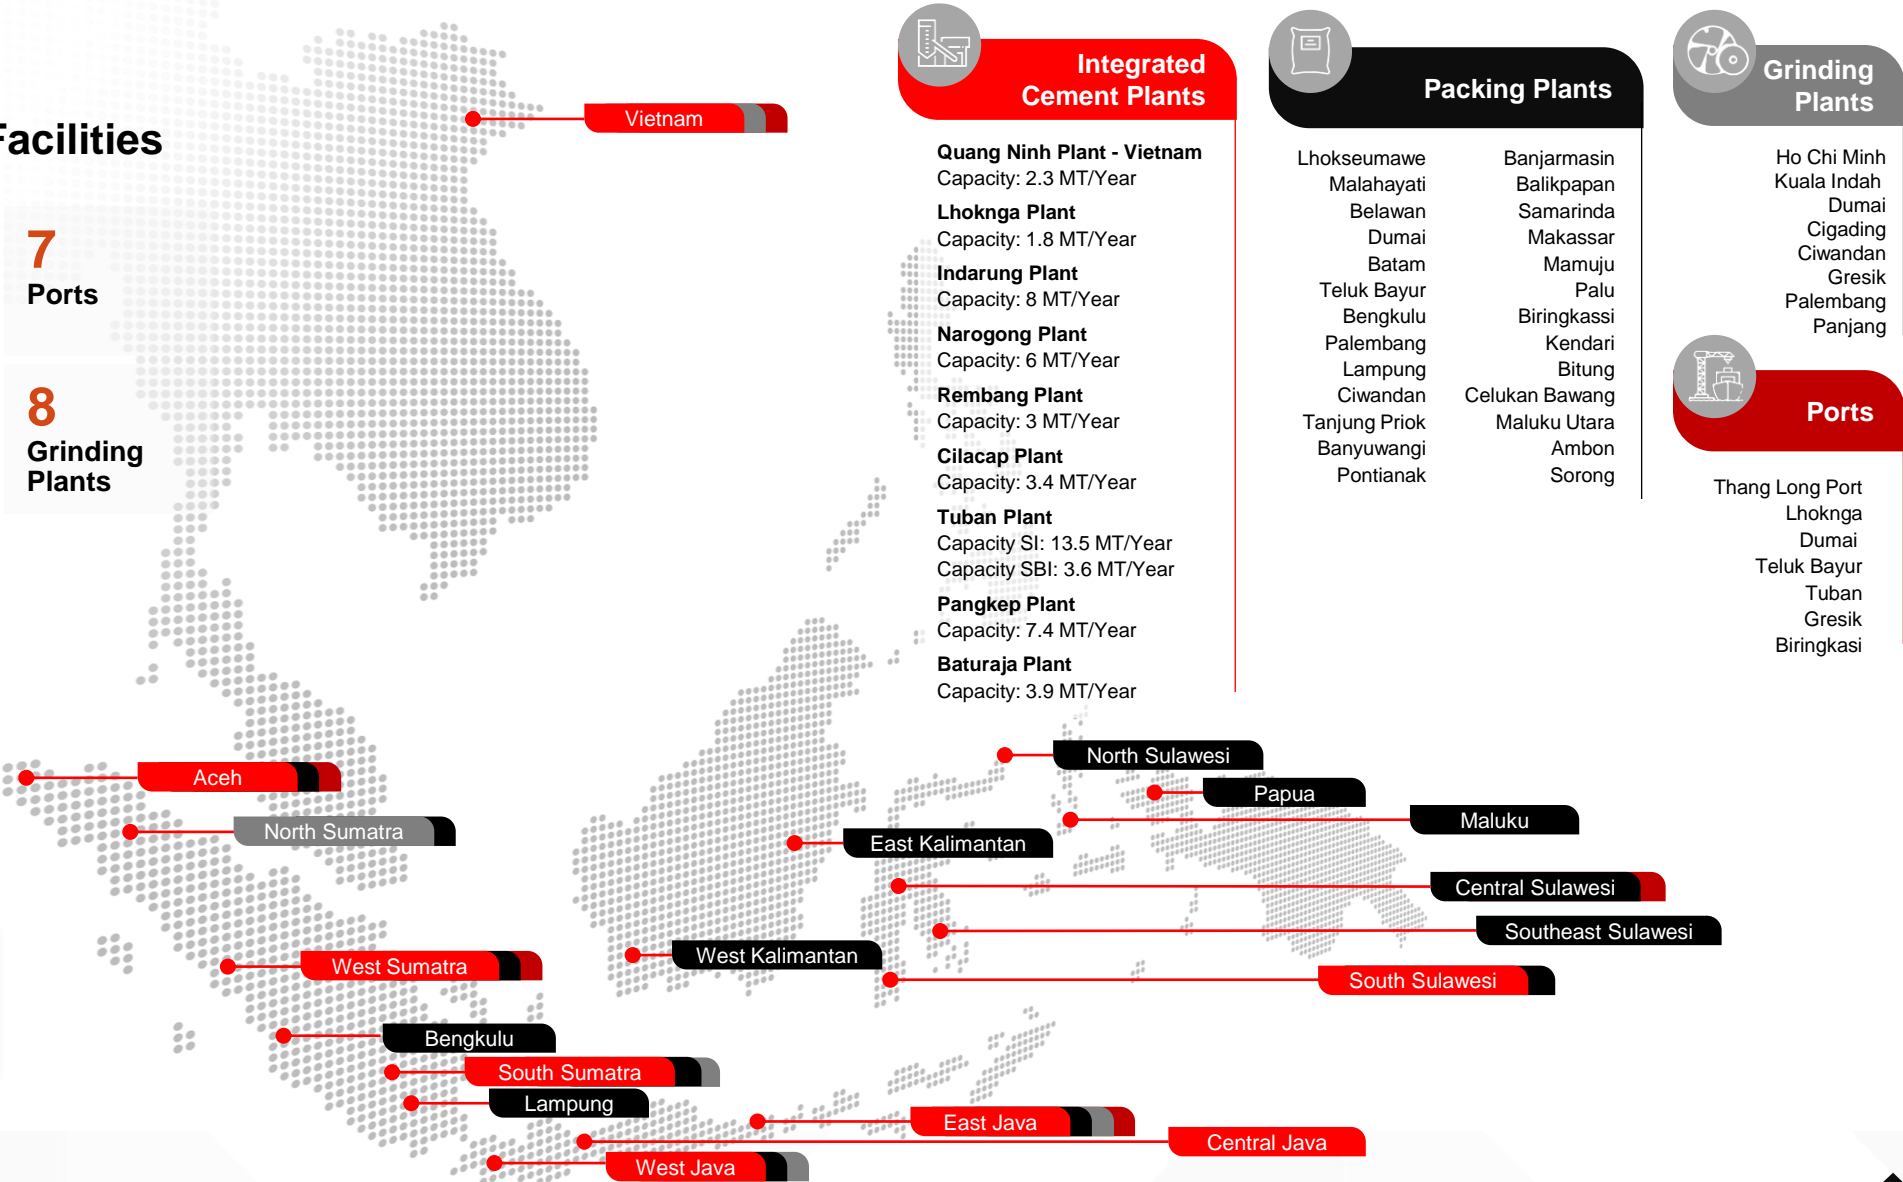 Facilities
7
Ports
8
Grinding
Plants
Integrated
Cement Plants
Quang Ninh Plant - Vietnam
Capacity: 2.3 MT/Year
Lhoknga Plant
Capacity: 1.8 MT/Year
Indarung Plant
Capacity: 8 MT/Year
Narogong Plant
Capacity: 6 MT/Year
Rembang Plant
Capacity: 3 MT/Year
Cilacap Plant
Capacity: 3.4 MT/Year
Tuban Plant
Capacity SI: 13.5 MT/Year
Capacity SBI: 3.6 MT/Year
Pangkep Plant
Capacity: 7.4 MT/Year
Baturaja Plant
Capacity: 3.9 MT/Year
Packing Plants
Lhokseumawe
Malahayati
Belawan
Dumai
Batam
Teluk Bayur
Bengkulu
Palembang
Lampung
Ciwandan
Tanjung Priok
Banyuwangi
Pontianak
Banjarmasin
Balikpapan
Samarinda
Makassar
Mamuju
Palu
Biringkassi
Kendari
Bitung
Celukan Bawang
Maluku Utara
Ambon
Sorong
Grinding
Plants
Ho Chi Minh
Kuala Indah
Dumai
Cigading
Ciwandan
Gresik
Palembang
Panjang
Ports
Thang Long Port
Lhoknga
Dumai
Teluk Bayur
Tuban
Gresik
Biringkasi
Vietnam
Aceh
North Sumatra
West Sumatra
Bengkulu
South Sumatra
Lampung
West Java
East Java
Central Java
West Kalimantan
East Kalimantan
North Sulawesi
Papua
Maluku
Central Sulawesi
Southeast Sulawesi
South Sulawesi